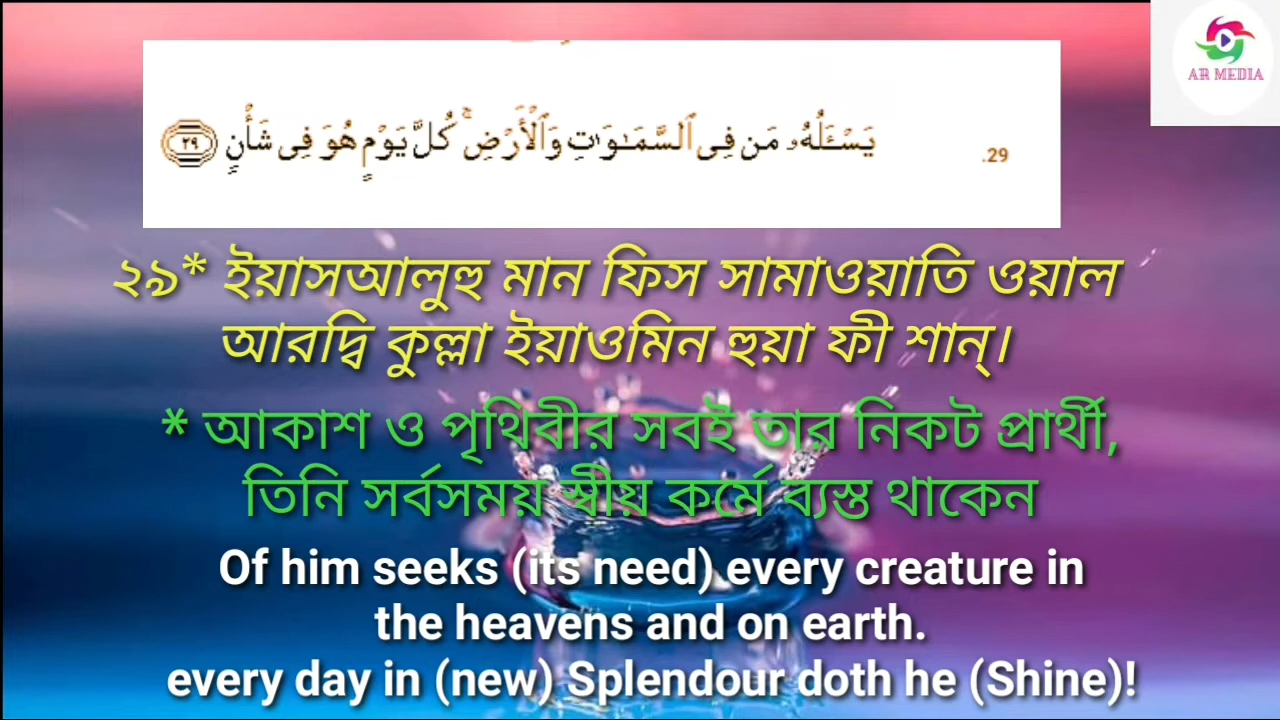 AR MEDIA
يَسْـَٔلُهُۥ مَن فِى ٱلسَّمَـٰوَٰتِ وَٱلْأَرْضِ ۚ كُلَّ يَوْمٍ هُوَ فِى شَأْنٍ ٢٩
.29
২৯* ইয়াসআলুহু মান ফিস সামাওয়াতি ওয়াল
আরদ্বি কুল্লা ইয়াওমিন হুয়া ফী শান্।
* আকাশ ও পৃথিবীর সবই তার নিকট প্রার্থী,
তিনি সর্বসময় স্বীয় কর্মে ব্যস্ত থাকেন
Of him seeks (its need) every creature in
the heavens and on earth.
every day in (new) Splendour doth he (Shine)!